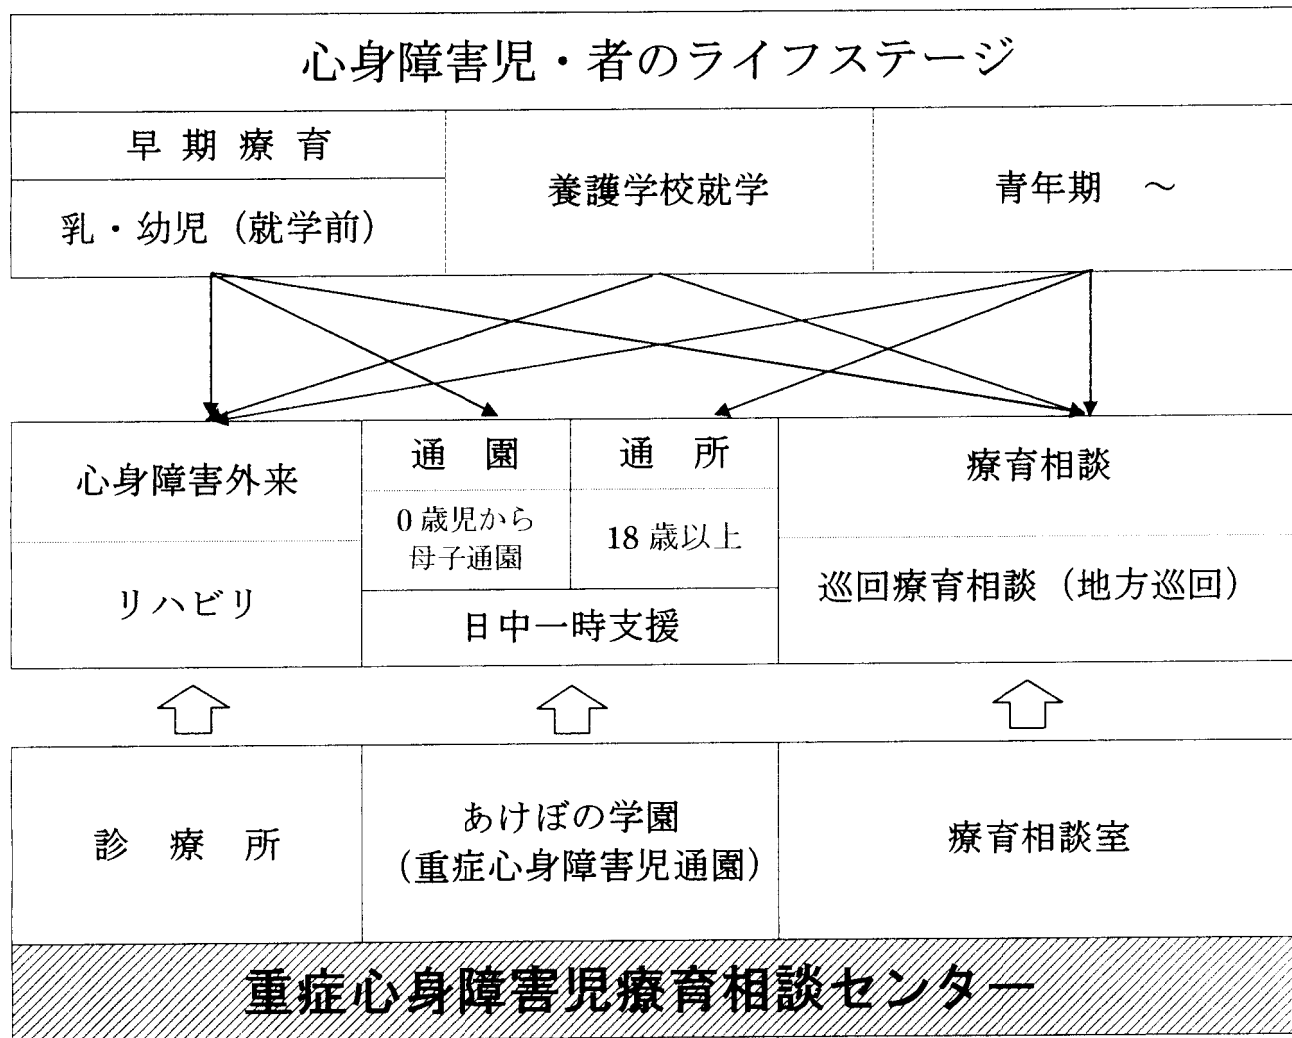 心身障害児・者のライフステージ
早期療育
乳・幼児（就学前）
養護学校就学
青年期　～
心身障害外来
リハビリ
通　園
0歳児から
母子通園
通　所
18歳以上
日中一時支援
療育相談
巡回療育相談（地方巡回）
診　療　所
あけぼの学園
（重症心身障害児通園）
療育相談室
重症心身障害児療育相談センター